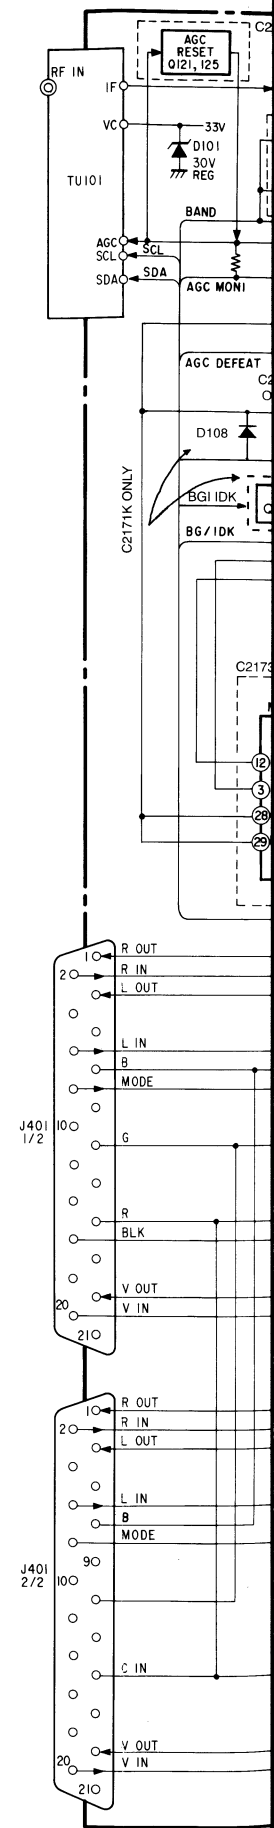 AGC
RESET
Q121, 125
C2
RF IN
IF
VC
33V
D101
30V
REG
TU101
BAND
AGC
SCL
SCL
SDA
SDA
AGC MONI
AGC DEFEAT
C2
O
D108
C2171K ONLY
BGI IDK
Q
BG/IDK
C2173
12
3
28
29
1
R OUT
2
R IN
L OUT
L IN
B
MODE
J401
1/2
10
G
R
BLK
V OUT
20
V IN
21
1
R OUT
2
R IN
L OUT
L IN
B
MODE
9
J401
2/2
10
C IN
V OUT
20
V IN
21